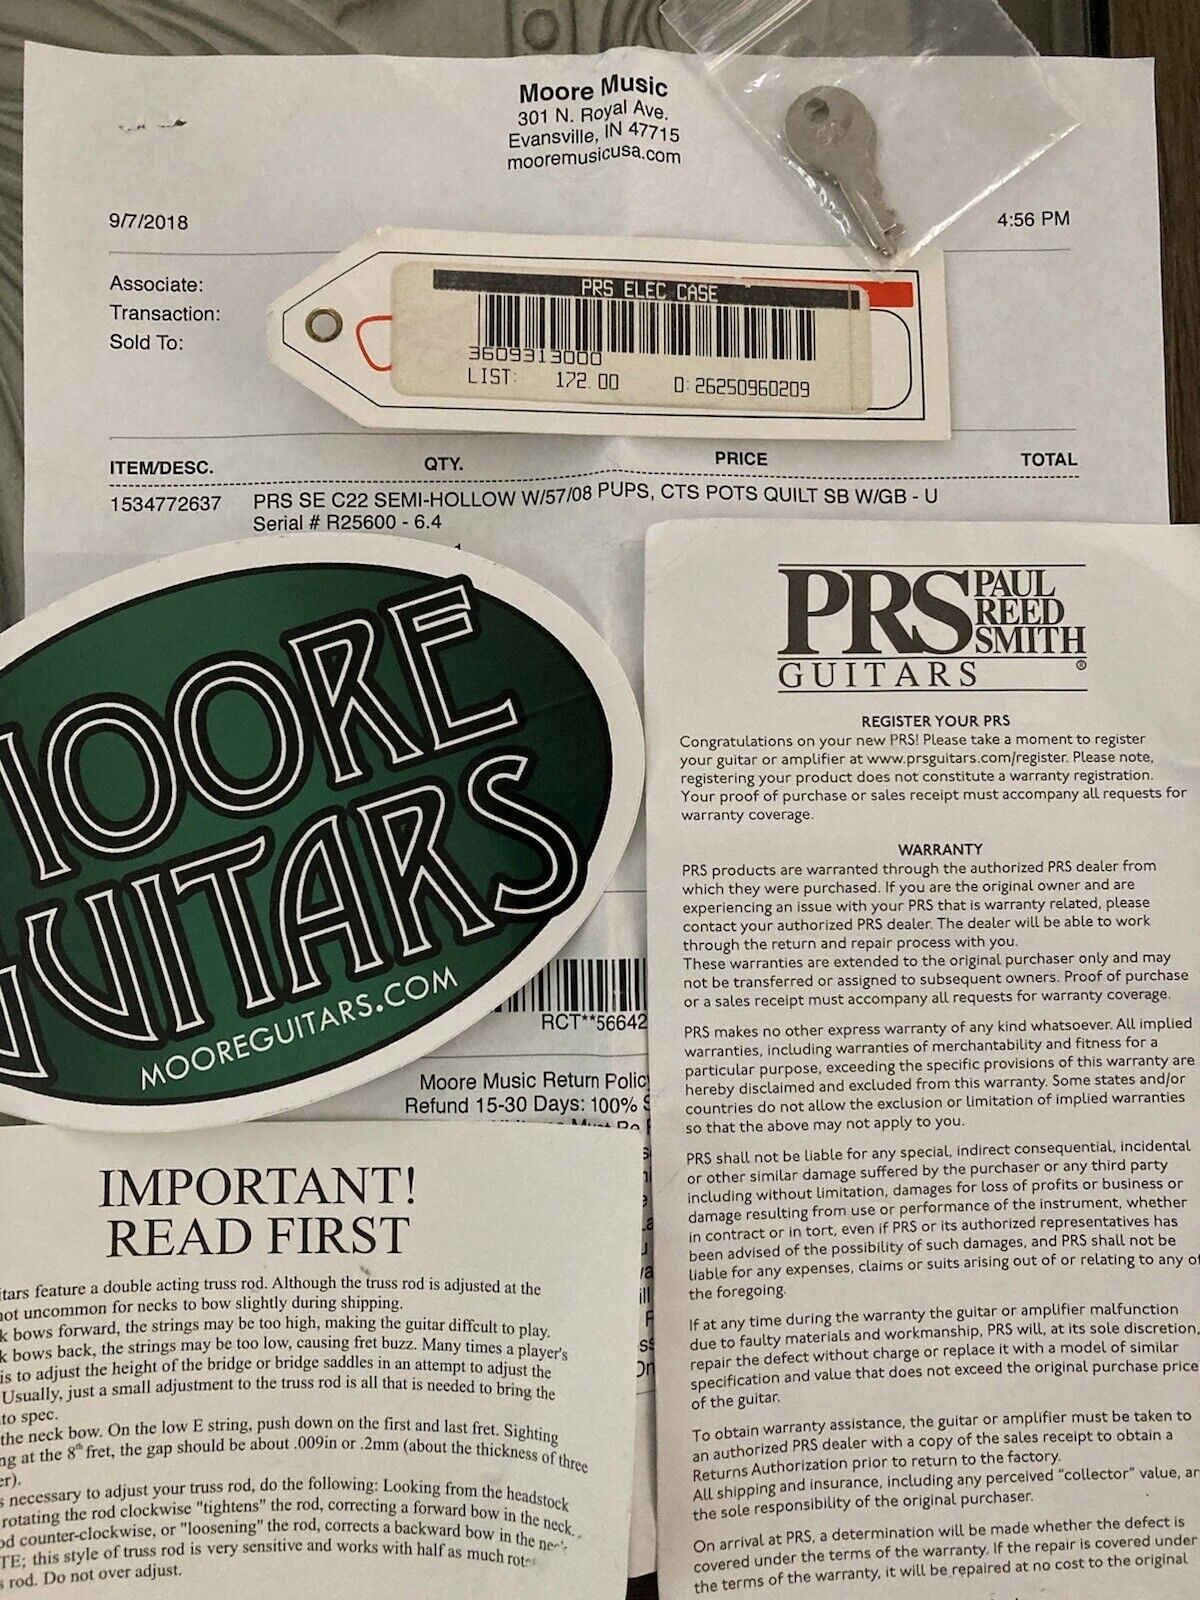 Moore Music
301 N. Royal Ave.
Evansville, IN 47715
mooremusicusa.com
9/7/2018
4:56 PM
Associate:
Transaction:
Sold To:
PRS ELEC CASE
3609313000
LIST: 172.00 D: 26250960209
ITEM/DESC. QTY. PRICE TOTAL
1534772637 PRS SE C22 SEMI-HOLLOW W/57/08 PUPS, CTS POTS QUILT SB W/GB - U
Serial # R25600 - 6.4
1
MOORE
GUITARS
MOOREGUITARS.COM
RCT**56642
Moore Music Return Policy
Refund 15-30 Days: 100%
PRS PAUL
REED
SMITH
GUITARS ®
REGISTER YOUR PRS
Congratulations on your new PRS! Please take a moment to register
your guitar or amplifier at www.prsguitars.com/register. Please note,
registering your product does not constitute a warranty registration.
Your proof of purchase or sales receipt must accompany all requests for
warranty coverage.
WARRANTY
PRS products are warranted through the authorized PRS dealer from
which they were purchased. If you are the original owner and are
experiencing an issue with your PRS that is warranty related, please
contact your authorized PRS dealer. The dealer will be able to work
through the return and repair process with you.
These warranties are extended to the original purchaser only and may
not be transferred or assigned to subsequent owners. Proof of purchase
or a sales receipt must accompany all requests for warranty coverage.
PRS makes no other express warranty of any kind whatsoever. All implied
warranties, including warranties of merchantability and fitness for a
particular purpose, exceeding the specific provisions of this warranty are
hereby disclaimed and excluded from this warranty. Some states and/or
countries do not allow the exclusion or limitation of implied warranties
so that the above may not apply to you.
PRS shall not be liable for any special, indirect consequential, incidental
or other similar damage suffered by the purchaser or any third party
including without limitation, damages for loss of profits or business or
damage resulting from use or performance of the instrument, whether
in contract or in tort, even if PRS or its authorized representatives has
been advised of the possibility of such damages, and PRS shall not be
liable for any expenses, claims or suits arising out of or relating to any of
the foregoing.
If at any time during the warranty the guitar or amplifier malfunction
due to faulty materials and workmanship, PRS will, at its sole discretion,
repair the defect without charge or replace it with a model of similar
specification and value that does not exceed the original purchase price
of the guitar.
To obtain warranty assistance, the guitar or amplifier must be taken to
an authorized PRS dealer with a copy of the sales receipt to obtain a
Returns Authorization prior to return to the factory.
All shipping and insurance, including any perceived "collector" value, are
the sole responsibility of the original purchaser.
On arrival at PRS, a determination will be made whether the defect is
covered under the terms of the warranty. If the repair is covered under
the terms of the warranty, it will be repaired at no cost to the original
IMPORTANT!
READ FIRST
itars feature a double acting truss rod. Although the truss rod is adjusted at the
not uncommon for necks to bow slightly during shipping.
k bows forward, the strings may be too high, making the guitar diffcult to play.
k bows back, the strings may be too low, causing fret buzz. Many times a player's
is to adjust the height of the bridge or bridge saddles in an attempt to adjust the
Usually, just a small adjustment to the truss rod is all that is needed to bring the
to spec.
the neck bow. On the low E string, push down on the first and last fret. Sighting
ng at the 8th fret, the gap should be about .009in or .2mm (about the thickness of three
er).
s necessary to adjust your truss rod, do the following: Looking from the headstock
rotating the rod clockwise "tightens" the rod, correcting a forward bow in the neck.
od counter-clockwise, or "loosening" the rod, corrects a backward bow in the neck.
TE; this style of truss rod is very sensitive and works with half as much
s rod. Do not over adjust.